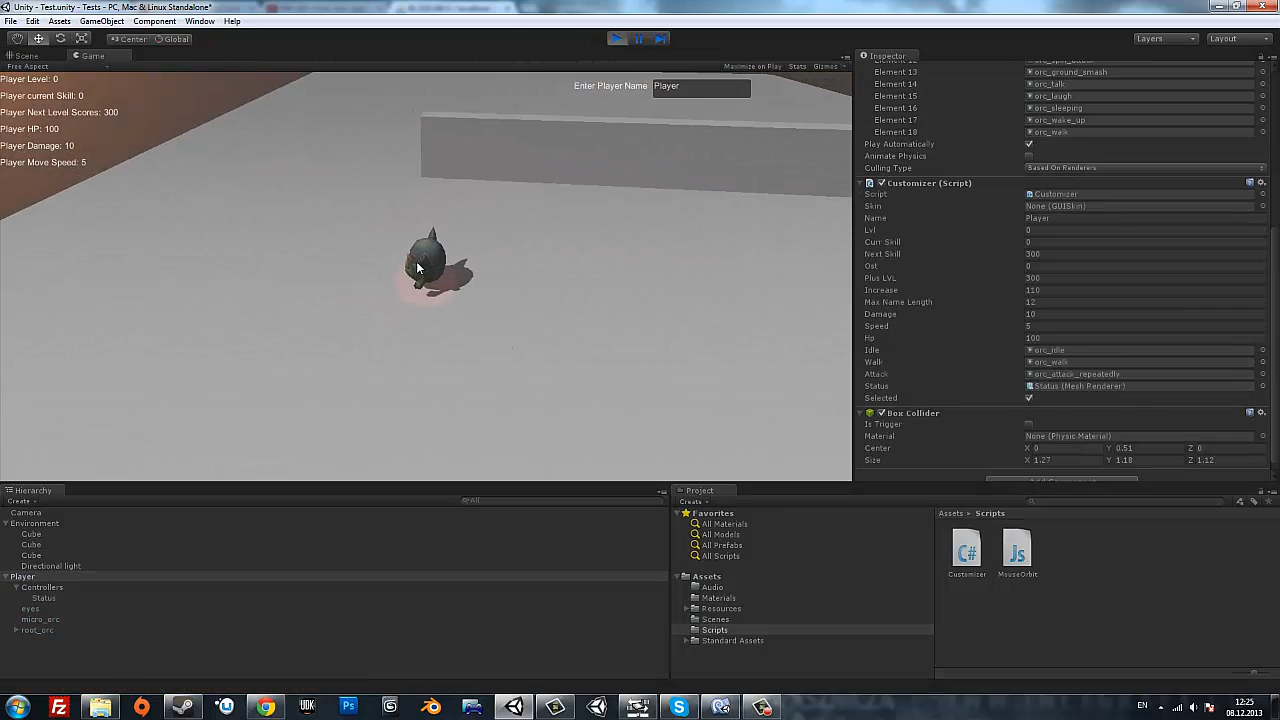 Unity - Test.unity - Tests - PC, Mac & Linux Standalone*
File Edit Assets GameObject Component Window Help
Center Global
Layers Layout
Scene Game
Free Aspect
Maximize on Play Stats Gizmos
Player Level: 0
Player current Skill: 0
Player Next Level Scores: 300
Player HP: 100
Player Damage: 10
Player Move Speed: 5
Enter Player Name Player
Inspector
Element 13 orc_ground_smash
Element 14 orc_talk
Element 15 orc_laugh
Element 16 orc_sleeping
Element 17 orc_wake_up
Element 18 orc_walk
Play Automatically
Animate Physics
Culling Type Based On Renderers
Customizer (Script)
Script Customizer
Skin None (GUISkin)
Name Player
Lvl 0
Curr Skill 0
Next Skill 300
Ost 0
Plus LVL 300
Increase 110
Max Name Length 12
Damage 10
Speed 5
Hp 100
Idle orc_idle
Walk orc_walk
Attack orc_attack_repeatedly
Status Status (Mesh Renderer)
Selected
Box Collider
Is Trigger
Material None (Physic Material)
Center X 0 Y 0.51 Z 0
Size X 1.27 Y 1.18 Z 1.12
Hierarchy
Create All
Camera
Environment
Cube
Cube
Cube
Directional light
Player
Controllers
Status
eyes
micro_orc
root_orc
Project
Create
Favorites
All Materials
All Models
All Prefabs
All Scripts
Assets
Audio
Materials
Resources
Scenes
Scripts
Standard Assets
Assets Scripts
C# Js
Customizer MouseOrbit
EN 12:25
08.12.2013